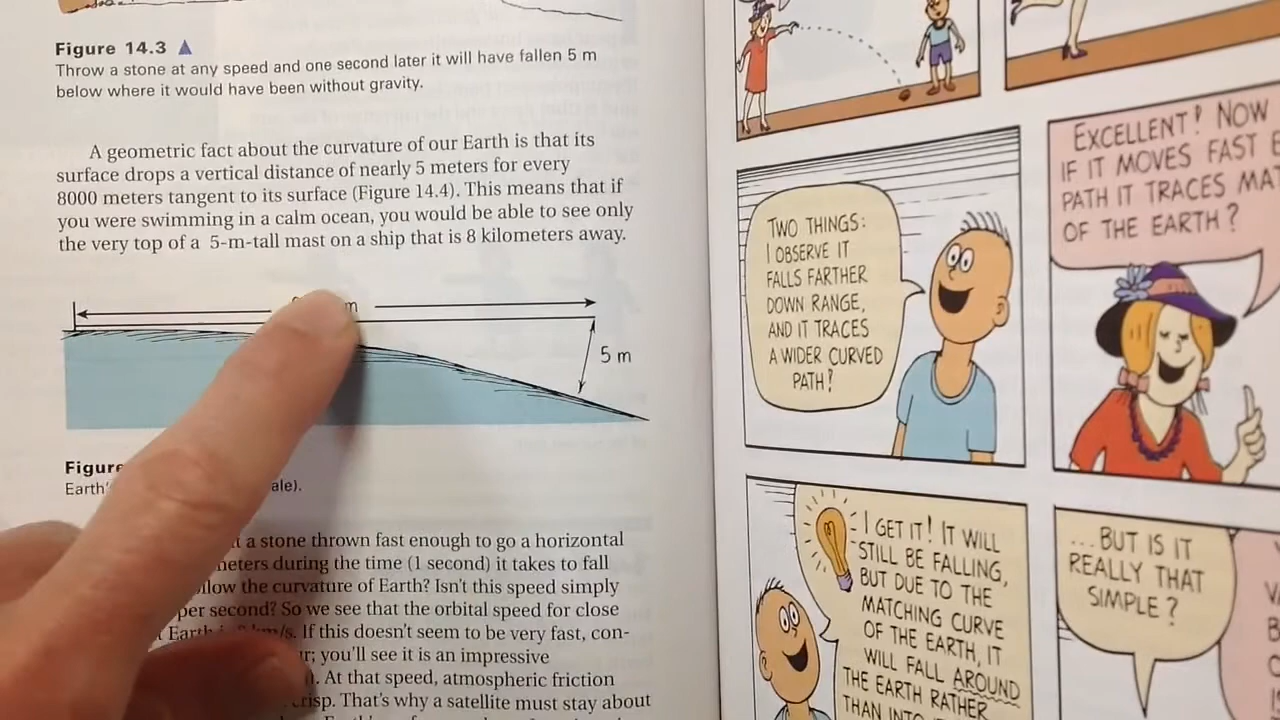 Figure 14.3 ▲
Throw a stone at any speed and one second later it will have fallen 5 m
below where it would have been without gravity.
A geometric fact about the curvature of our Earth is that its
surface drops a vertical distance of nearly 5 meters for every
8000 meters tangent to its surface (Figure 14.4). This means that if
you were swimming in a calm ocean, you would be able to see only
the very top of a 5-m-tall mast on a ship that is 8 kilometers away.
m
5 m
Figure
Earth's
ale).
a stone thrown fast enough to go a horizontal
meters during the time (1 second) it takes to fall
follow the curvature of Earth? Isn't this speed simply
per second? So we see that the orbital speed for close
Earth is 8 km/s. If this doesn't seem to be very fast, con-
you'll see it is an impressive
At that speed, atmospheric friction
crisp. That's why a satellite must stay about
TWO THINGS:
I OBSERVE IT
FALLS FARTHER
DOWN RANGE,
AND IT TRACES
A WIDER CURVED
PATH!
EXCELLENT! NOW
IF IT MOVES FAST E
PATH IT TRACES MAT
OF THE EARTH?
I GET IT! IT WILL
STILL BE FALLING,
BUT DUE TO THE
MATCHING CURVE
OF THE EARTH, IT
WILL FALL AROUND
THE EARTH RATHER
THAN INTO
...BUT IS IT
REALLY THAT
SIMPLE?